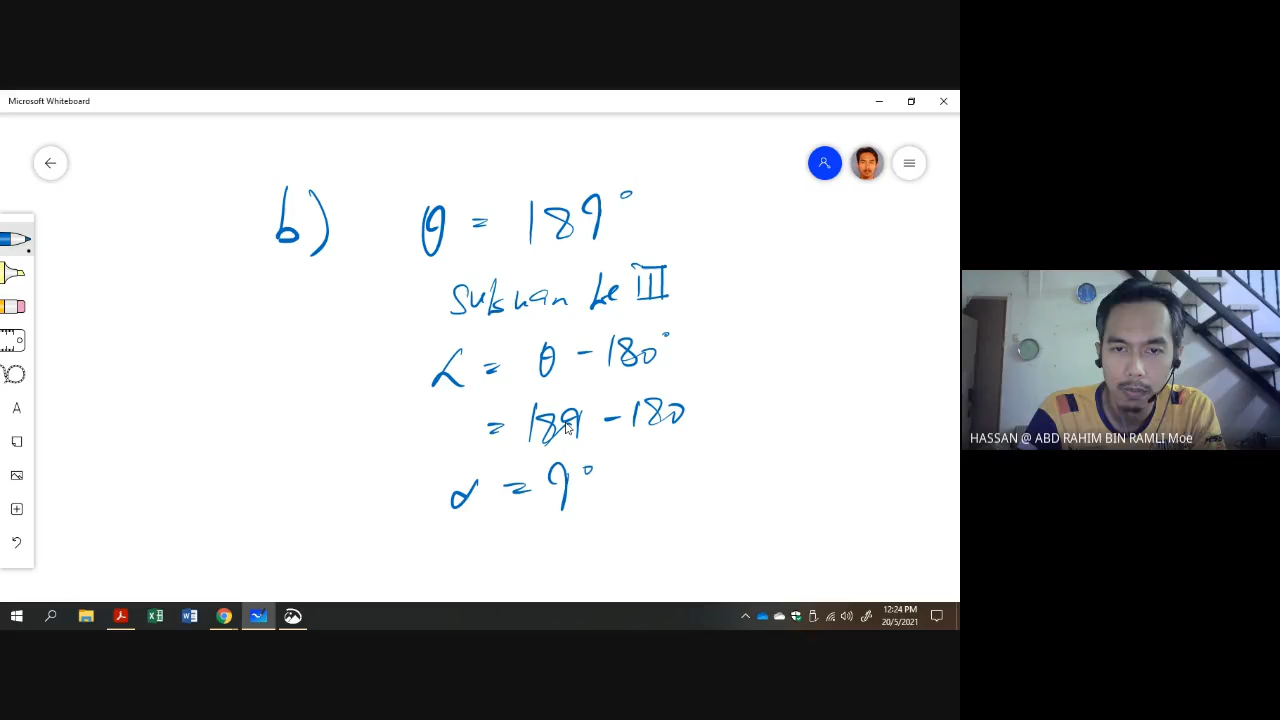 Microsoft Whiteboard
b) θ = 189°
Sukuan ke III
α = θ - 180°
= 189 - 180
α = 9°
HASSAN @ ABD RAHIM BIN RAMLI Moe
12:24 PM
20/5/2021